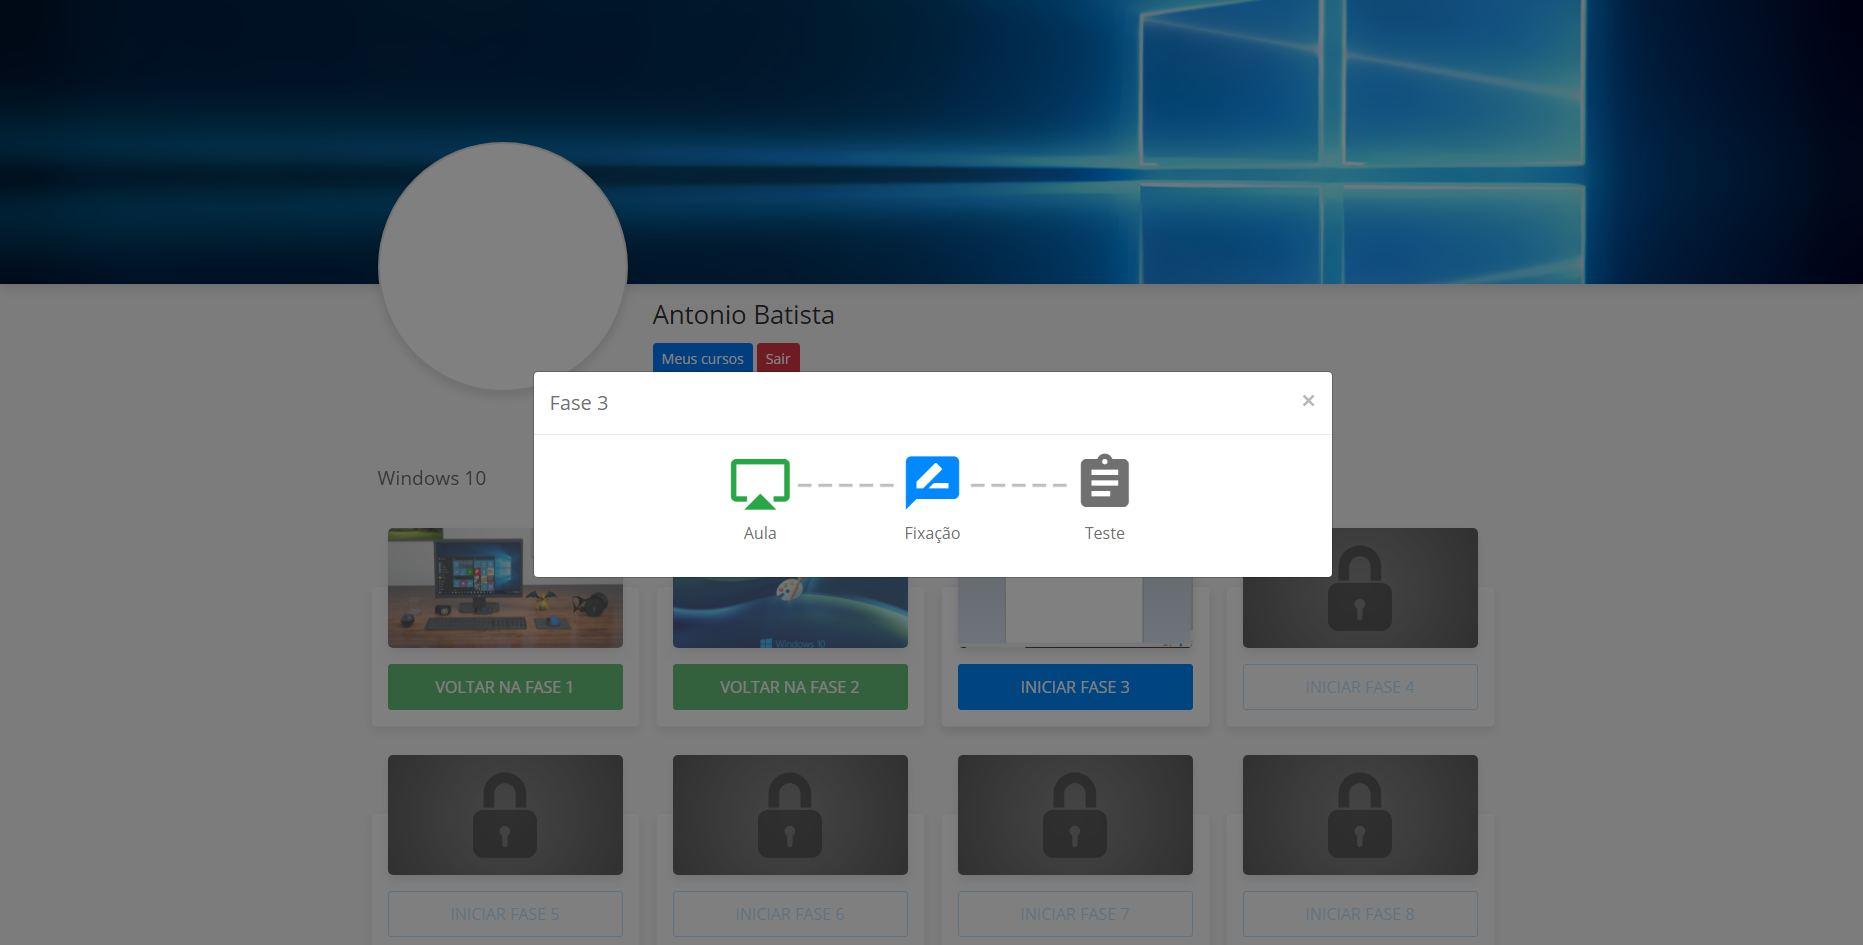 Antonio Batista
Meus cursos
Sair
Fase 3
×
Aula
Fixação
Teste
Windows 10
Windows 10
VOLTAR NA FASE 1
VOLTAR NA FASE 2
INICIAR FASE 3
INICIAR FASE 4
INICIAR FASE 5
INICIAR FASE 6
INICIAR FASE 7
INICIAR FASE 8